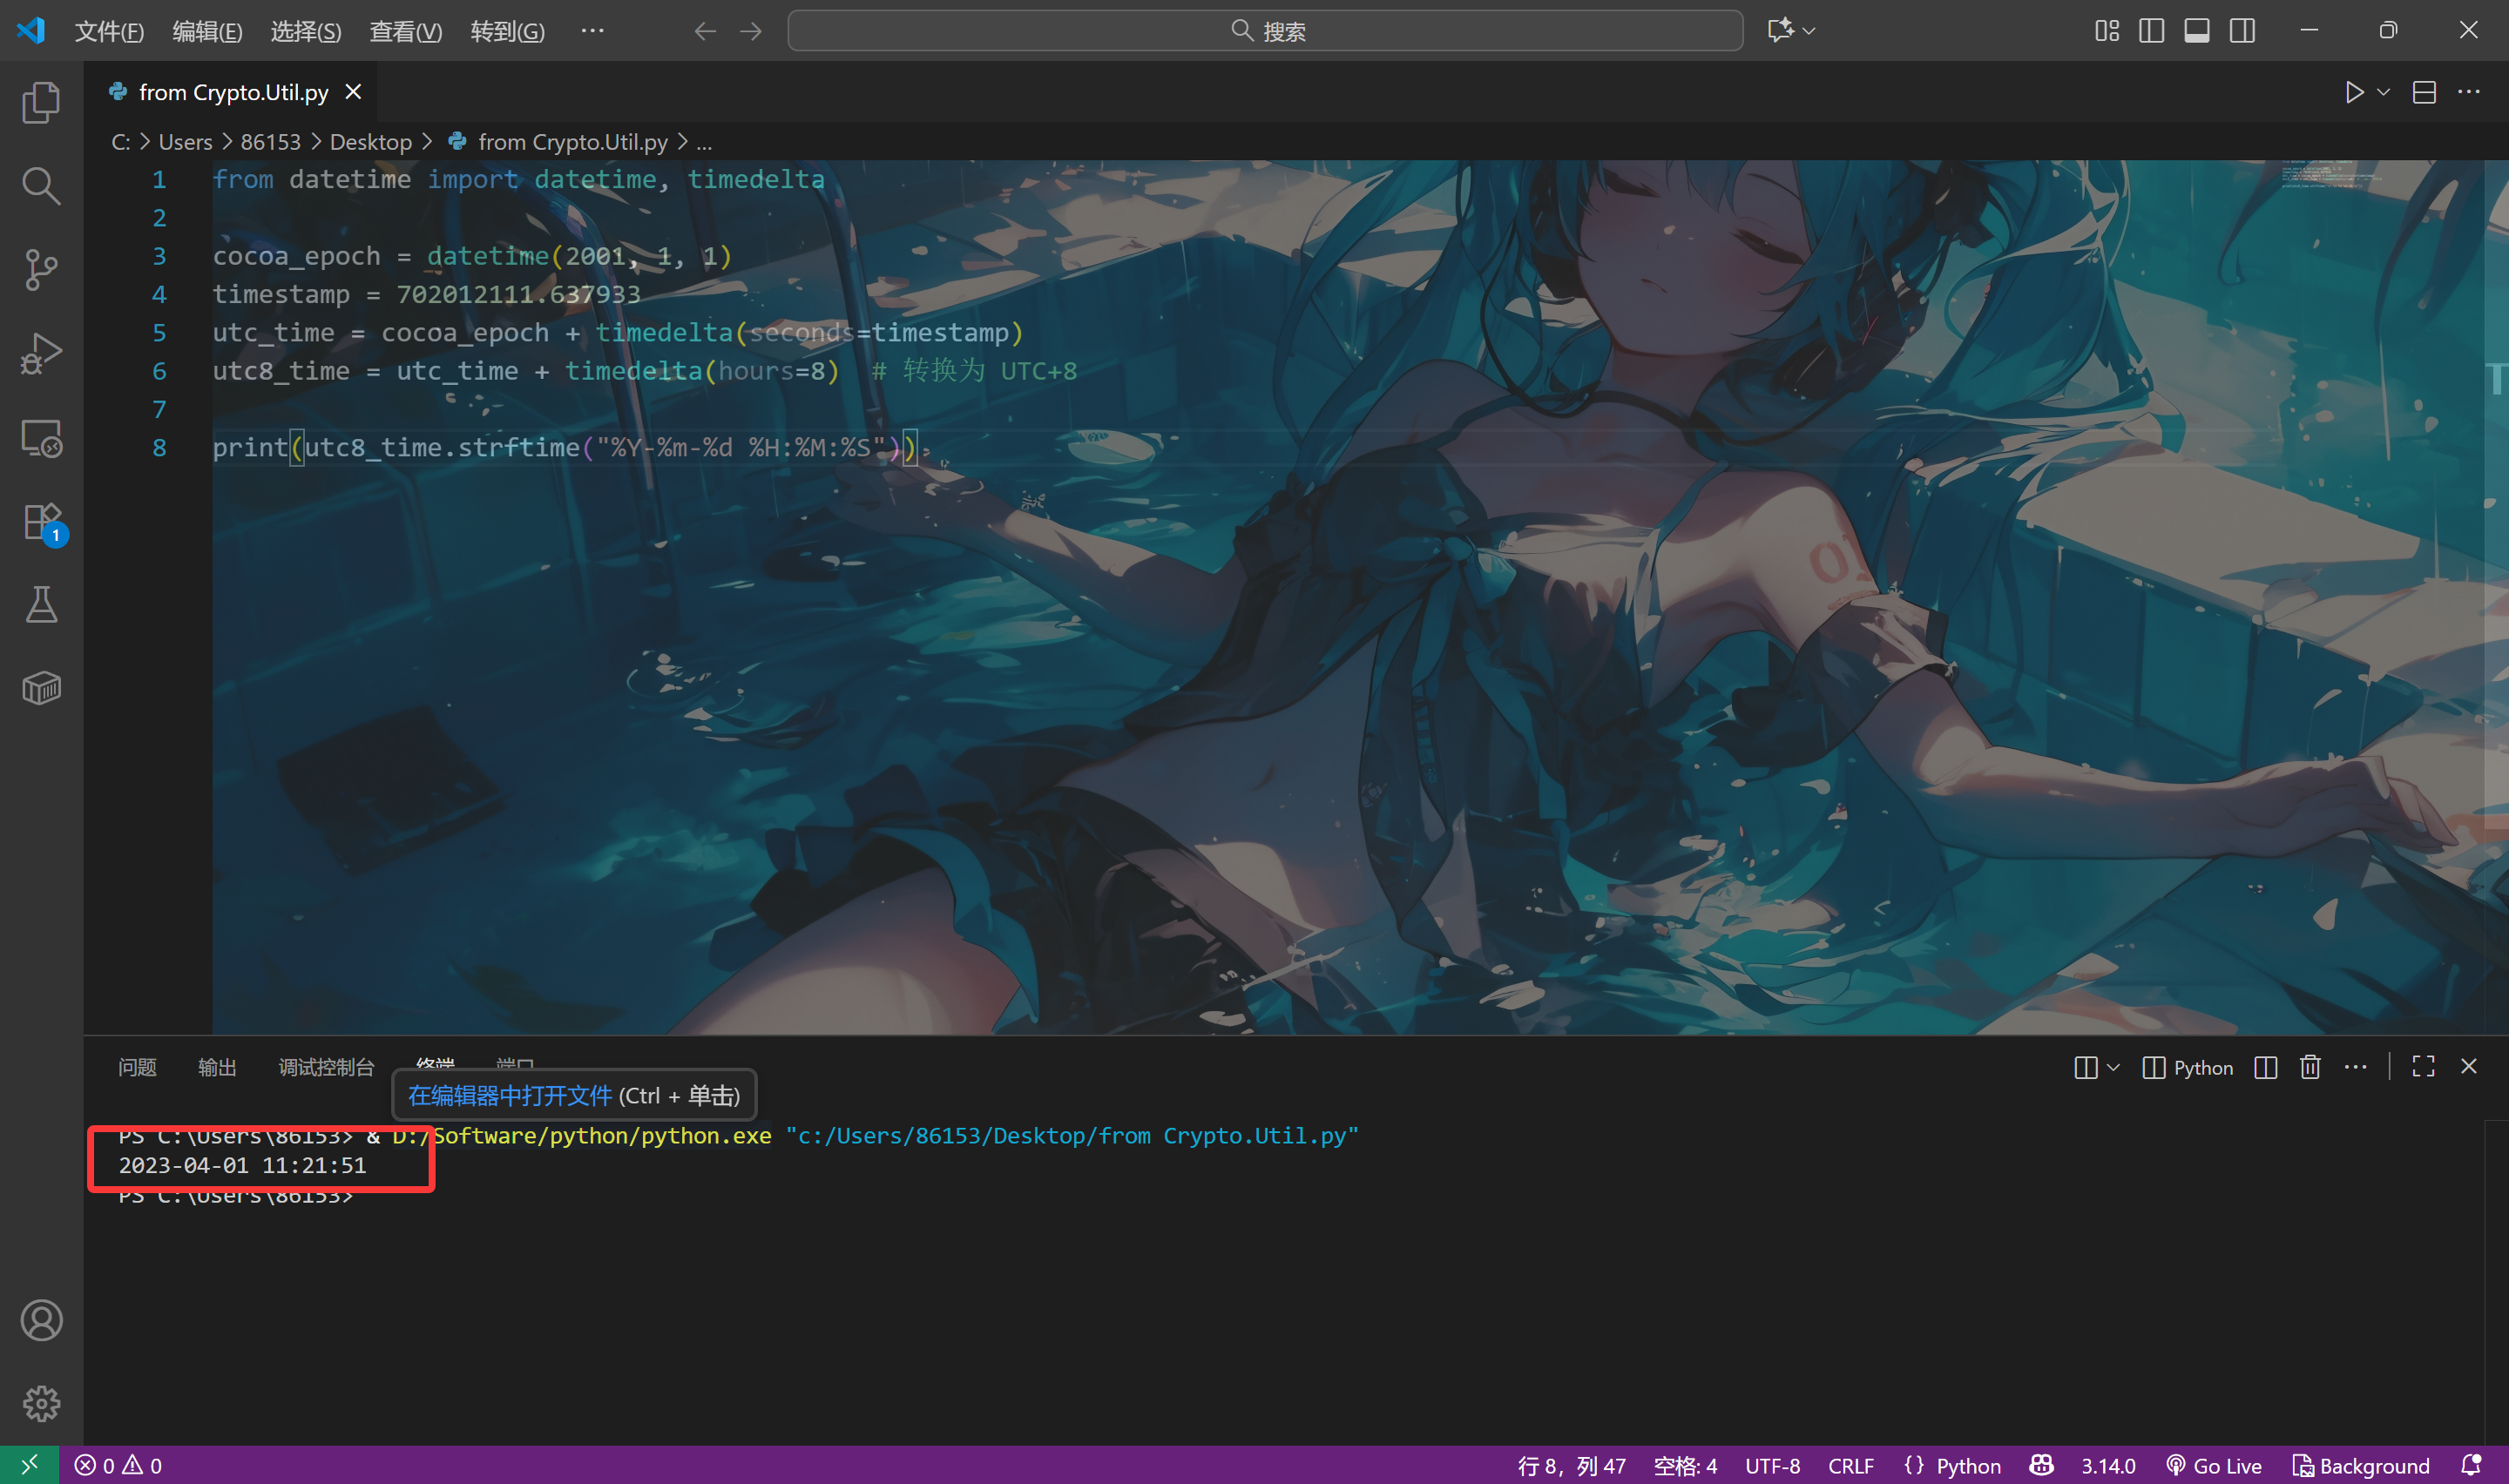 文件(F) 编辑(E) 选择(S) 查看(V) 转到(G) ··· 搜索
from Crypto.Util.py
C: > Users > 86153 > Desktop > from Crypto.Util.py > ...
1 from datetime import datetime, timedelta
2
3 cocoa_epoch = datetime(2001, 1, 1)
4 timestamp = 702012111.637933
5 utc_time = cocoa_epoch + timedelta(seconds=timestamp)
6 utc8_time = utc_time + timedelta(hours=8)  # 转换为 UTC+8
7
8 print(utc8_time.strftime("%Y-%m-%d %H:%M:%S"))
01
1
问题 输出 调试控制台 终端 端口 Python
在编辑器中打开文件 (Ctrl + 单击)
PS C:\Users\86153> & D:/Software/python/python.exe "c:/Users/86153/Desktop/from Crypto.Util.py"
2023-04-01 11:21:51
PS C:\Users\86153>
0 0 行 8，列 47 空格: 4 UTF-8 CRLF {} Python 3.14.0 Go Live Background